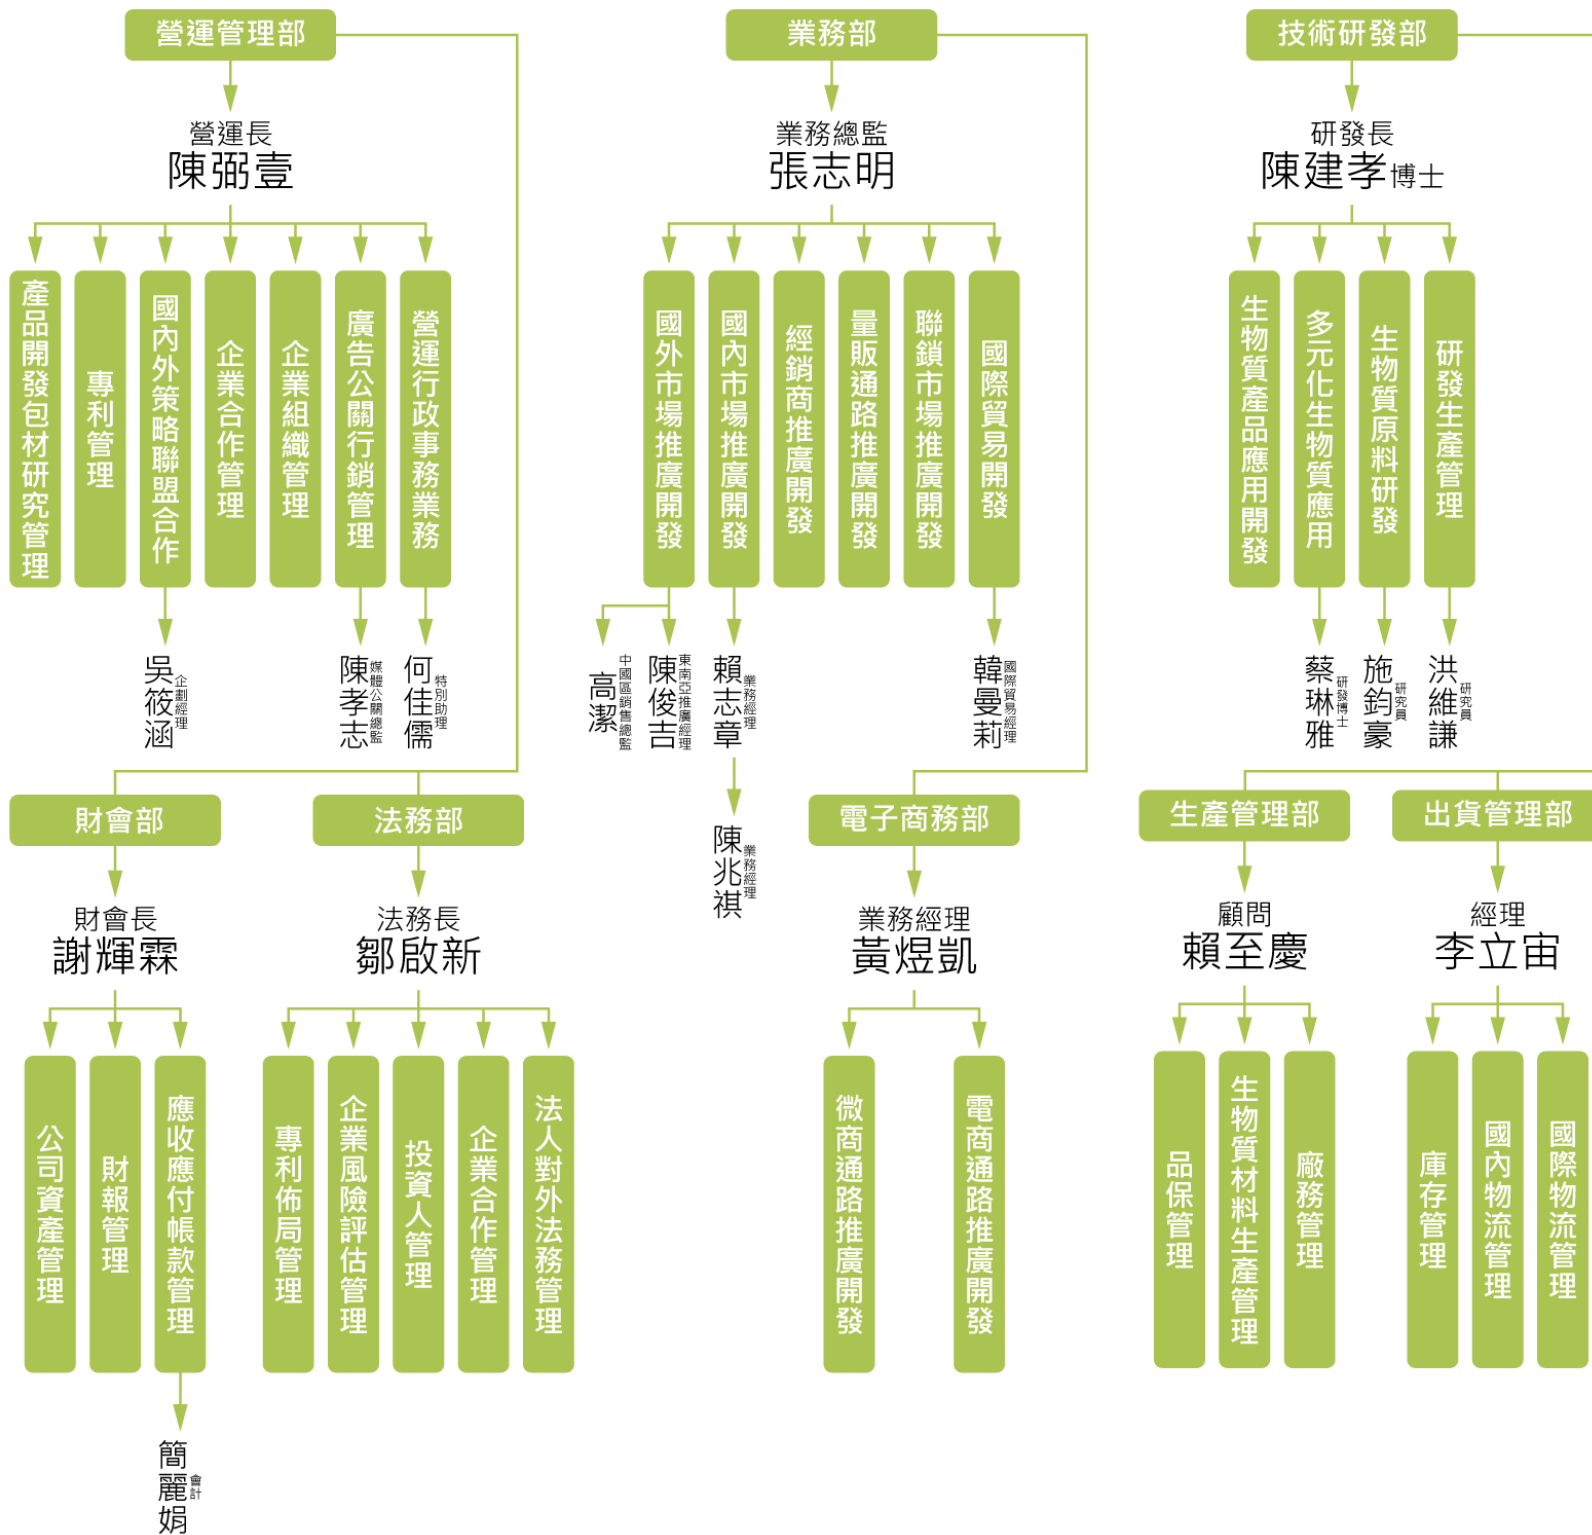 營運管理部
營運長
陳弼壹
產品開發包材研究管理
專利管理
國內外策略聯盟合作
企業合作管理
企業組織管理
廣告公關行銷管理
營運行政事務業務
吳筱涵
企劃經理
陳孝志
媒體公關總監
何佳儒
特別助理
業務部
業務總監
張志明
國外市場推廣開發
國內市場推廣開發
經銷商推廣開發
量販通路推廣開發
聯鎖市場推廣開發
國際貿易開發
高潔
中國區銷售總監
陳俊吉
東南亞推廣經理
賴志章
業務經理
陳兆祺
業務經理
韓曼莉
國際貿易經理
技術研發部
研發長
陳建孝博士
生物質產品應用開發
多元化生物質應用
生物質原料研發
研發生產管理
蔡琳雅
研發博士
施鈞豪
研究員
洪維謙
研究員
財會部
財會長
謝輝霖
公司資產管理
財報管理
應收應付帳款管理
簡麗娟
會計
法務部
法務長
鄒啟新
專利佈局管理
企業風險評估管理
投資人管理
企業合作管理
法人對外法務管理
電子商務部
業務經理
黃煜凱
微商通路推廣開發
電商通路推廣開發
生產管理部
顧問
賴至慶
品保管理
生物質材料生產管理
廠務管理
出貨管理部
經理
李立宙
庫存管理
國內物流管理
國際物流管理